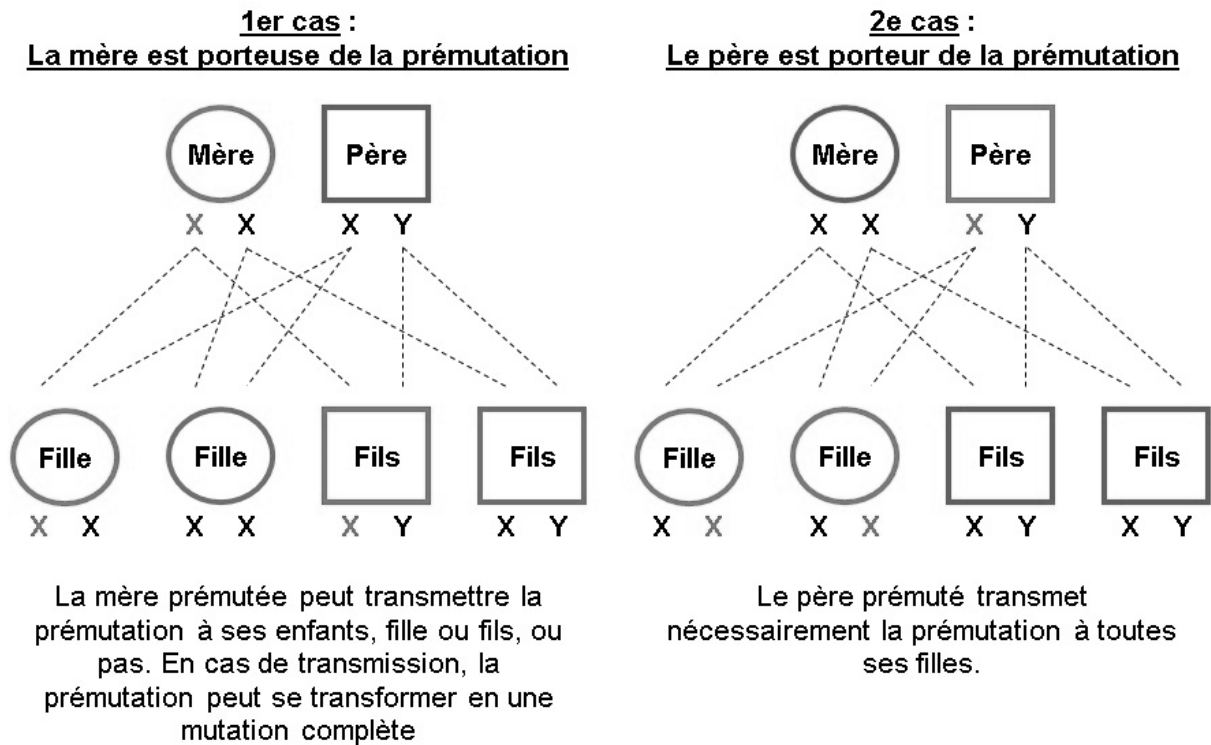 1er cas :
La mère est porteuse de la prémutation
Mère Père
X X X Y
Fille Fille Fils Fils
X X X X X Y X Y
La mère prémutée peut transmettre la
prémutation à ses enfants, fille ou fils, ou
pas. En cas de transmission, la
prémutation peut se transformer en une
mutation complète
2e cas :
Le père est porteur de la prémutation
Mère Père
X X X Y
Fille Fille Fils Fils
X X X X X Y X Y
Le père prémuté transmet
nécessairement la prémutation à toutes
ses filles.